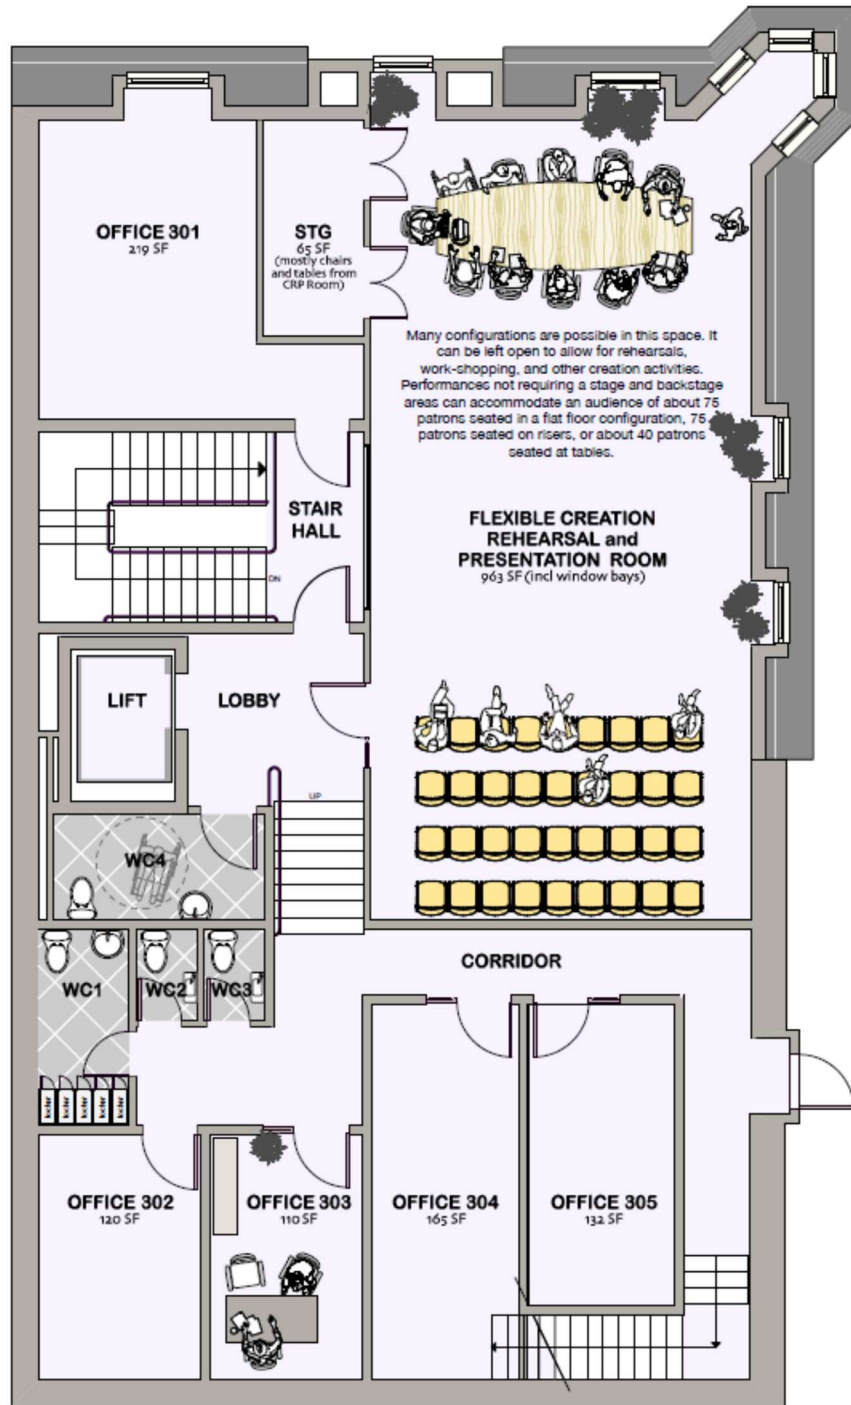 OFFICE 301
219 SF
STG
65 SF
(mostly chairs
and tables from
CRP Room)
Many configurations are possible in this space. It
can be left open to allow for rehearsals,
work-shopping, and other creation activities.
Performances not requiring a stage and backstage
areas can accommodate an audience of about 75
patrons seated in a flat floor configuration, 75
patrons seated on risers, or about 40 patrons
seated at tables.
STAIR
HALL
DN
FLEXIBLE CREATION
REHEARSAL and
PRESENTATION ROOM
963 SF (incl window bays)
LIFT
LOBBY
UP
WC4
CORRIDOR
WC1
WC2
WC3
locker
locker
locker
locker
locker
OFFICE 302
120 SF
OFFICE 303
110 SF
OFFICE 304
165 SF
OFFICE 305
132 SF